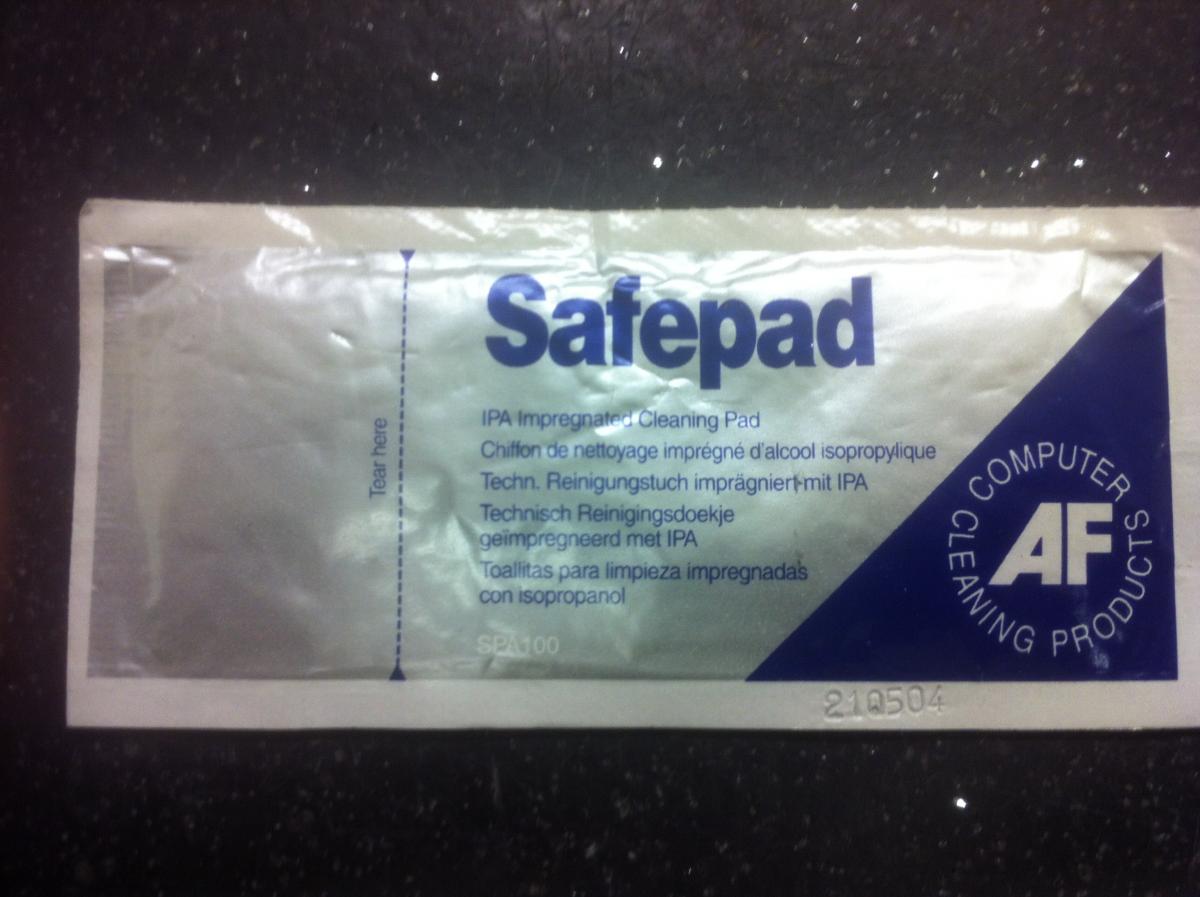 Safepad
Tear here
IPA Impregnated Cleaning Pad
Chiffon de nettoyage imprégné d'alcool isopropylique
Techn. Reinigungstuch imprägniert mit IPA
Technisch Reinigingsdoekje
geïmpregneerd met IPA
Toallitas para limpieza impregnadas
con isopropanol
SPA100
COMPUTER
AF
CLEANING PRODUCTS
21Q504